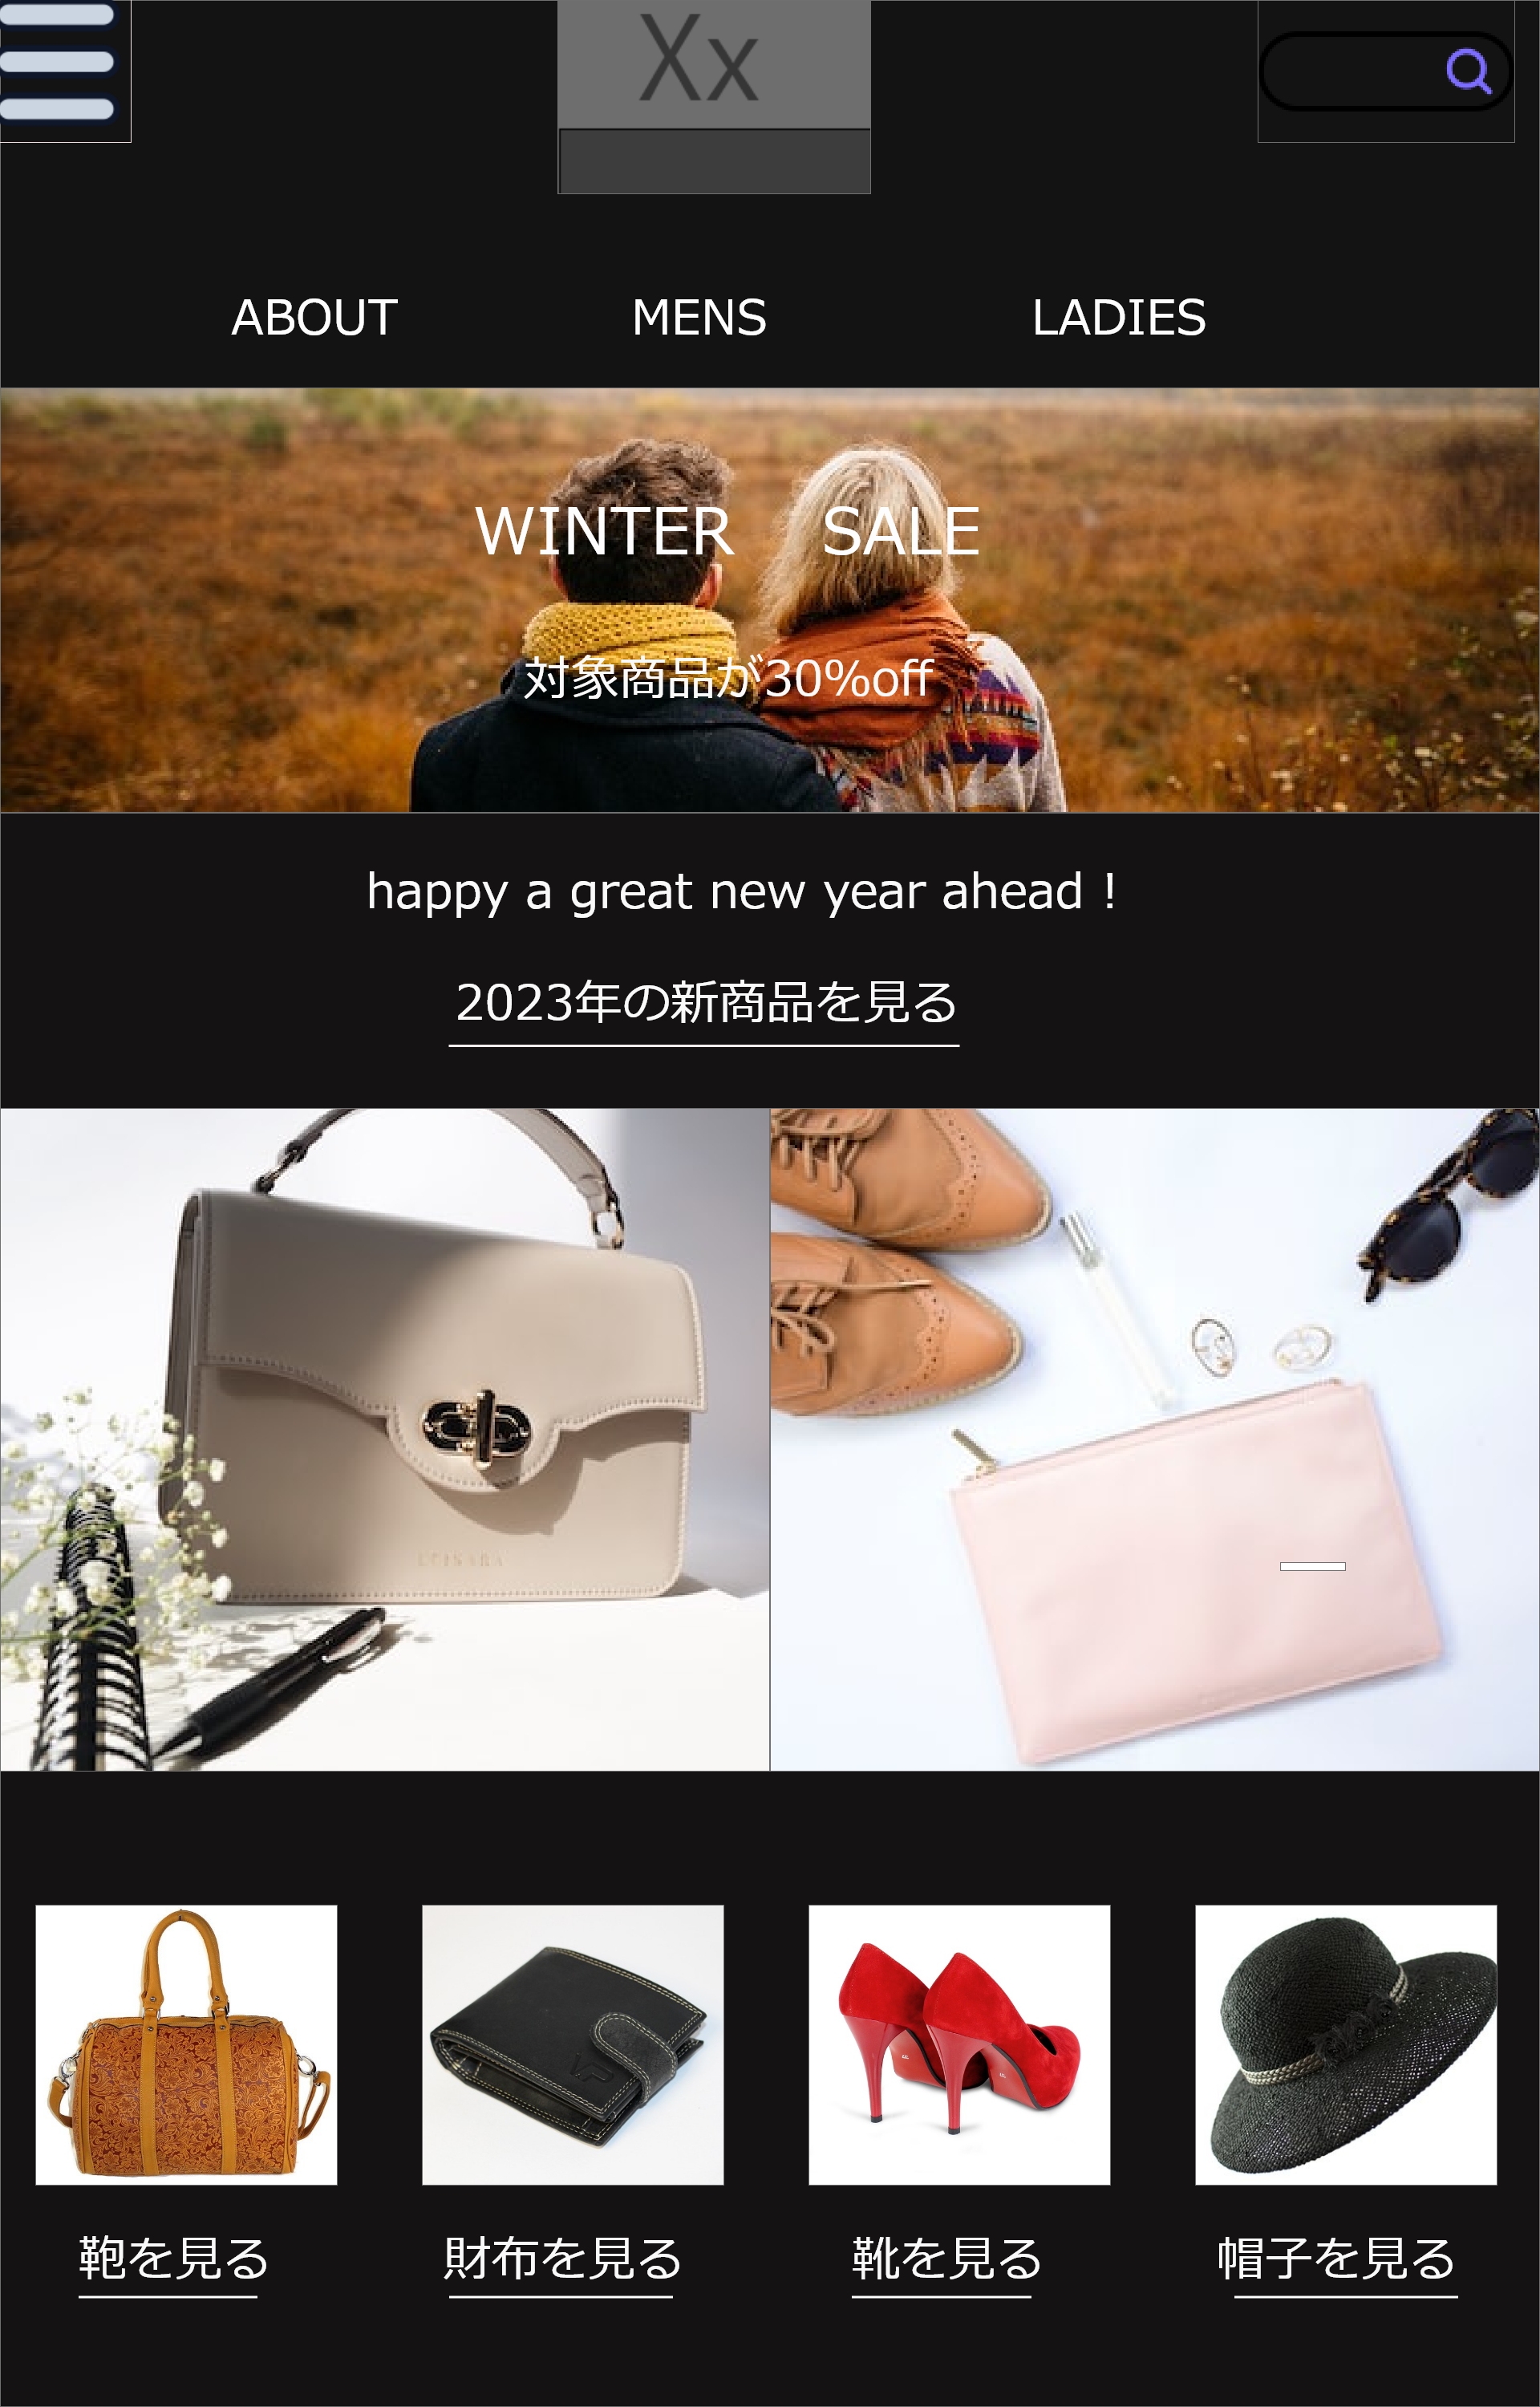 Xx
ABOUT MENS LADIES
WINTER SALE
対象商品が30%off
happy a great new year ahead !
2023年の新商品を見る
VP
鞄を見る 財布を見る 靴を見る 帽子を見る